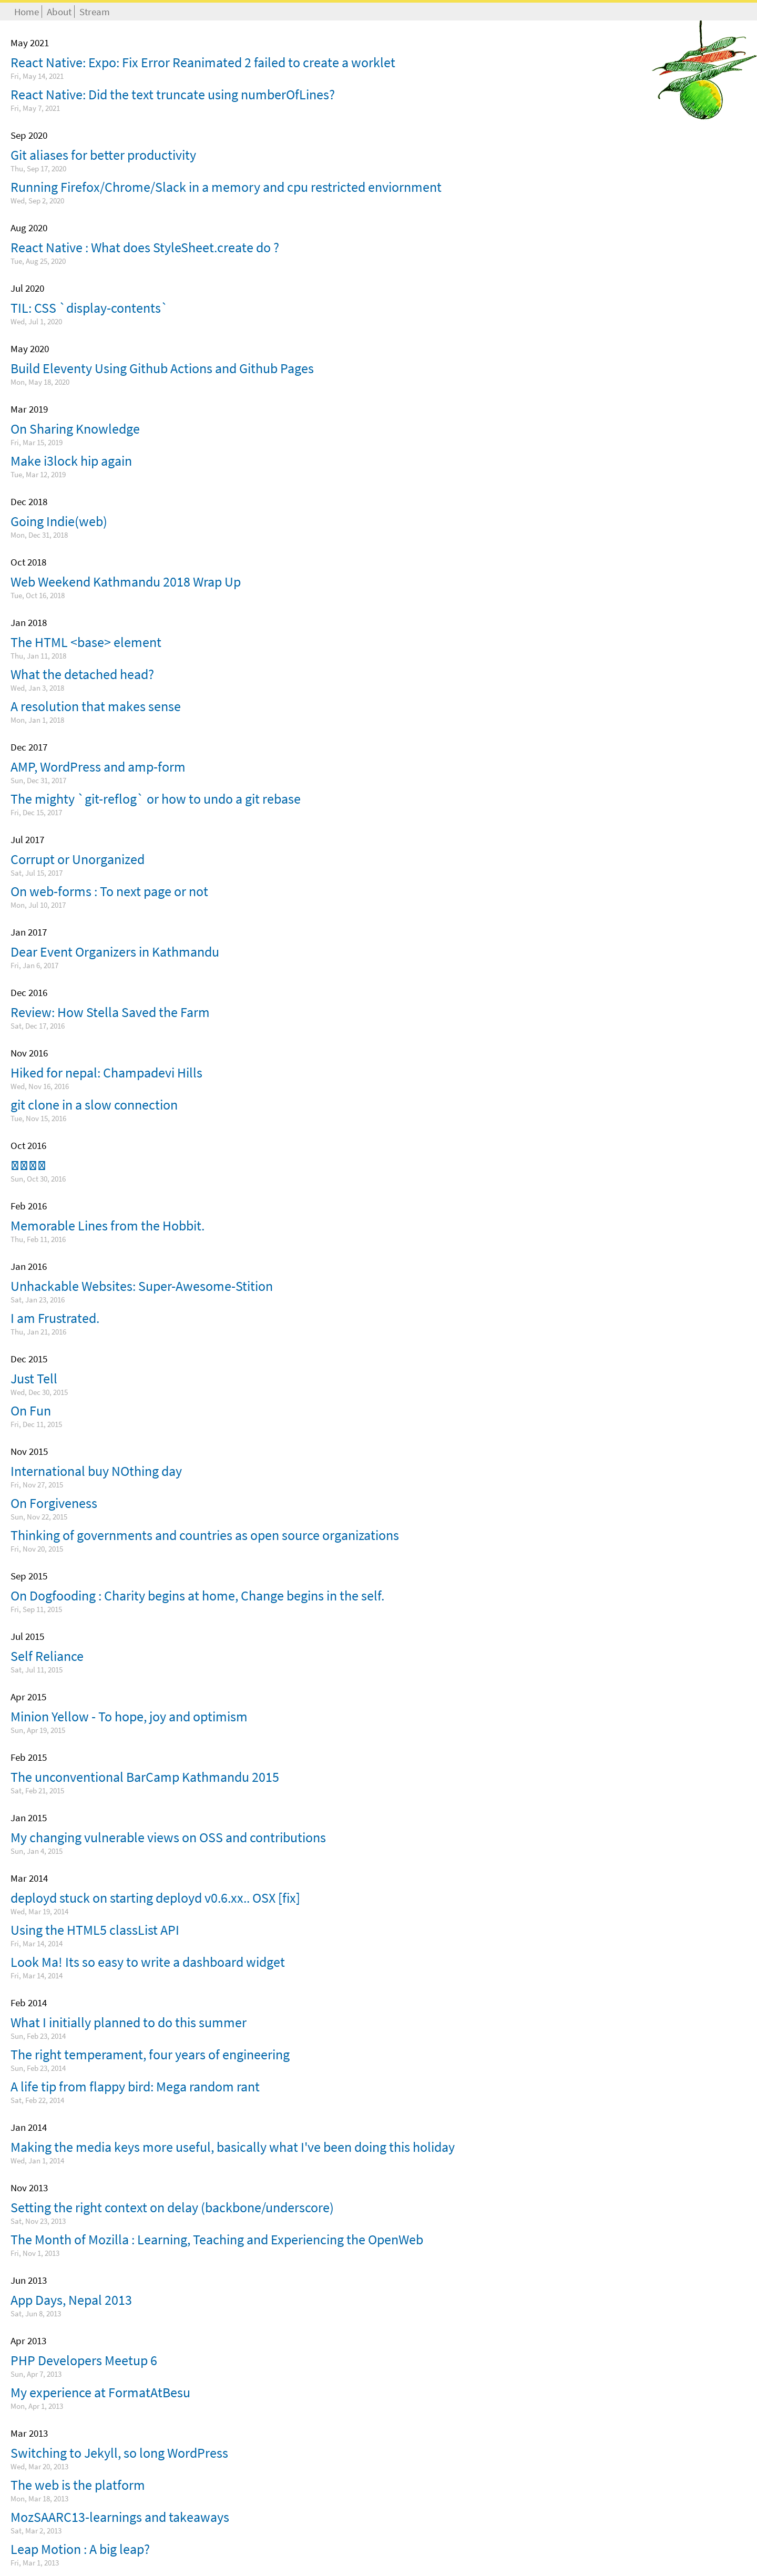 Home
About
Stream
May 2021
React Native: Expo: Fix Error Reanimated 2 failed to create a worklet
Fri, May 14, 2021
React Native: Did the text truncate using numberOfLines?
Fri, May 7, 2021
Sep 2020
Git aliases for better productivity
Thu, Sep 17, 2020
Running Firefox/Chrome/Slack in a memory and cpu restricted enviornment
Wed, Sep 2, 2020
Aug 2020
React Native : What does StyleSheet.create do ?
Tue, Aug 25, 2020
Jul 2020
TIL: CSS `display-contents`
Wed, Jul 1, 2020
May 2020
Build Eleventy Using Github Actions and Github Pages
Mon, May 18, 2020
Mar 2019
On Sharing Knowledge
Fri, Mar 15, 2019
Make i3lock hip again
Tue, Mar 12, 2019
Dec 2018
Going Indie(web)
Mon, Dec 31, 2018
Oct 2018
Web Weekend Kathmandu 2018 Wrap Up
Tue, Oct 16, 2018
Jan 2018
The HTML <base> element
Thu, Jan 11, 2018
What the detached head?
Wed, Jan 3, 2018
A resolution that makes sense
Mon, Jan 1, 2018
Dec 2017
AMP, WordPress and amp-form
Sun, Dec 31, 2017
The mighty `git-reflog` or how to undo a git rebase
Fri, Dec 15, 2017
Jul 2017
Corrupt or Unorganized
Sat, Jul 15, 2017
On web-forms : To next page or not
Mon, Jul 10, 2017
Jan 2017
Dear Event Organizers in Kathmandu
Fri, Jan 6, 2017
Dec 2016
Review: How Stella Saved the Farm
Sat, Dec 17, 2016
Nov 2016
Hiked for nepal: Champadevi Hills
Wed, Nov 16, 2016
git clone in a slow connection
Tue, Nov 15, 2016
Oct 2016
Sun, Oct 30, 2016
Feb 2016
Memorable Lines from the Hobbit.
Thu, Feb 11, 2016
Jan 2016
Unhackable Websites: Super-Awesome-Stition
Sat, Jan 23, 2016
I am Frustrated.
Thu, Jan 21, 2016
Dec 2015
Just Tell
Wed, Dec 30, 2015
On Fun
Fri, Dec 11, 2015
Nov 2015
International buy NOthing day
Fri, Nov 27, 2015
On Forgiveness
Sun, Nov 22, 2015
Thinking of governments and countries as open source organizations
Fri, Nov 20, 2015
Sep 2015
On Dogfooding : Charity begins at home, Change begins in the self.
Fri, Sep 11, 2015
Jul 2015
Self Reliance
Sat, Jul 11, 2015
Apr 2015
Minion Yellow - To hope, joy and optimism
Sun, Apr 19, 2015
Feb 2015
The unconventional BarCamp Kathmandu 2015
Sat, Feb 21, 2015
Jan 2015
My changing vulnerable views on OSS and contributions
Sun, Jan 4, 2015
Mar 2014
deployd stuck on starting deployd v0.6.xx.. OSX [fix]
Wed, Mar 19, 2014
Using the HTML5 classList API
Fri, Mar 14, 2014
Look Ma! Its so easy to write a dashboard widget
Fri, Mar 14, 2014
Feb 2014
What I initially planned to do this summer
Sun, Feb 23, 2014
The right temperament, four years of engineering
Sun, Feb 23, 2014
A life tip from flappy bird: Mega random rant
Sat, Feb 22, 2014
Jan 2014
Making the media keys more useful, basically what I've been doing this holiday
Wed, Jan 1, 2014
Nov 2013
Setting the right context on delay (backbone/underscore)
Sat, Nov 23, 2013
The Month of Mozilla : Learning, Teaching and Experiencing the OpenWeb
Fri, Nov 1, 2013
Jun 2013
App Days, Nepal 2013
Sat, Jun 8, 2013
Apr 2013
PHP Developers Meetup 6
Sun, Apr 7, 2013
My experience at FormatAtBesu
Mon, Apr 1, 2013
Mar 2013
Switching to Jekyll, so long WordPress
Wed, Mar 20, 2013
The web is the platform
Mon, Mar 18, 2013
MozSAARC13-learnings and takeaways
Sat, Mar 2, 2013
Leap Motion : A big leap?
Fri, Mar 1, 2013